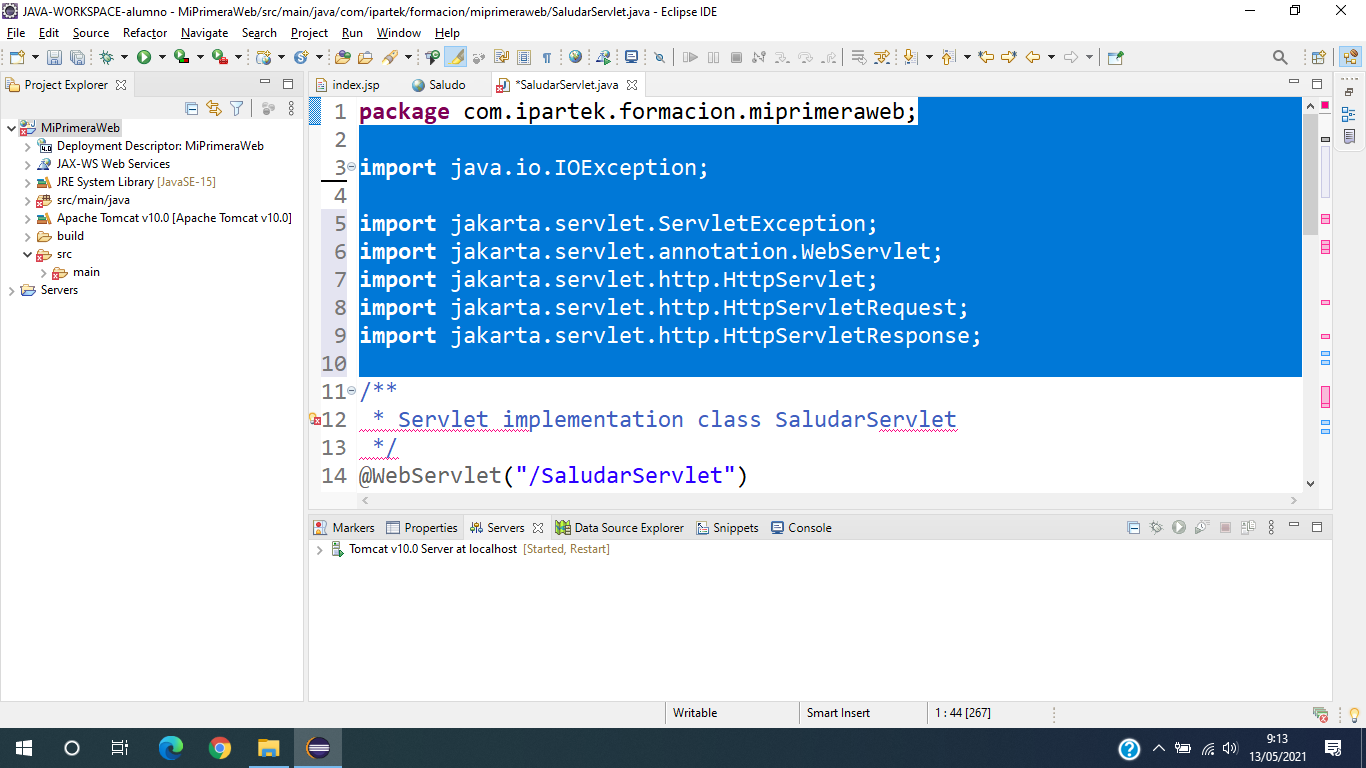 JAVA-WORKSPACE-alumno - MiPrimeraWeb/src/main/java/com/ipartek/formacion/miprimeraweb/SaludarServlet.java - Eclipse IDE
File Edit Source Refactor Navigate Search Project Run Window Help
Project Explorer
index.jsp Saludo *SaludarServlet.java
MiPrimeraWeb
Deployment Descriptor: MiPrimeraWeb
JAX-WS Web Services
JRE System Library [JavaSE-15]
src/main/java
Apache Tomcat v10.0 [Apache Tomcat v10.0]
build
src
main
Servers
1 package com.ipartek.formacion.miprimeraweb;
2
3 import java.io.IOException;
4
5 import jakarta.servlet.ServletException;
6 import jakarta.servlet.annotation.WebServlet;
7 import jakarta.servlet.http.HttpServlet;
8 import jakarta.servlet.http.HttpServletRequest;
9 import jakarta.servlet.http.HttpServletResponse;
10
11 /**
12 * Servlet implementation class SaludarServlet
13 */
14 @WebServlet("/SaludarServlet")
Markers Properties Servers Data Source Explorer Snippets Console
Tomcat v10.0 Server at localhost [Started, Restart]
Writable Smart Insert 1 : 44 [267]
9:13
13/05/2021